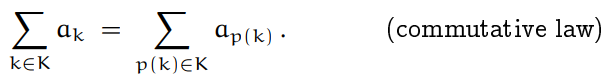 ∑_{k∈K} a_k = ∑_{p(k)∈K} a_{p(k)} . (commutative law)